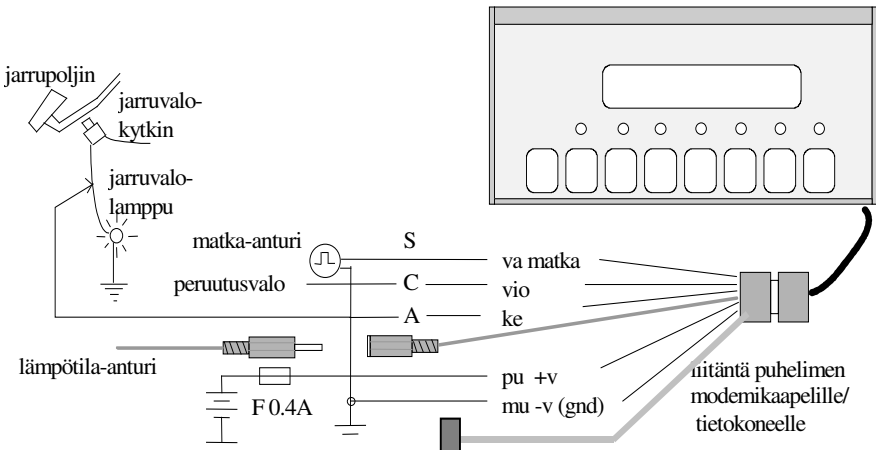 jarrupoljin
jarruvalo-
kytkin
jarruvalo-
lamppu
matka-anturi
S
va matka
peruutusvalo
C
vio
A
ke
lämpötila-anturi
F 0.4A
pu +v
mu -v (gnd)
liitäntä puhelimen
modemikaapelille/
tietokoneelle